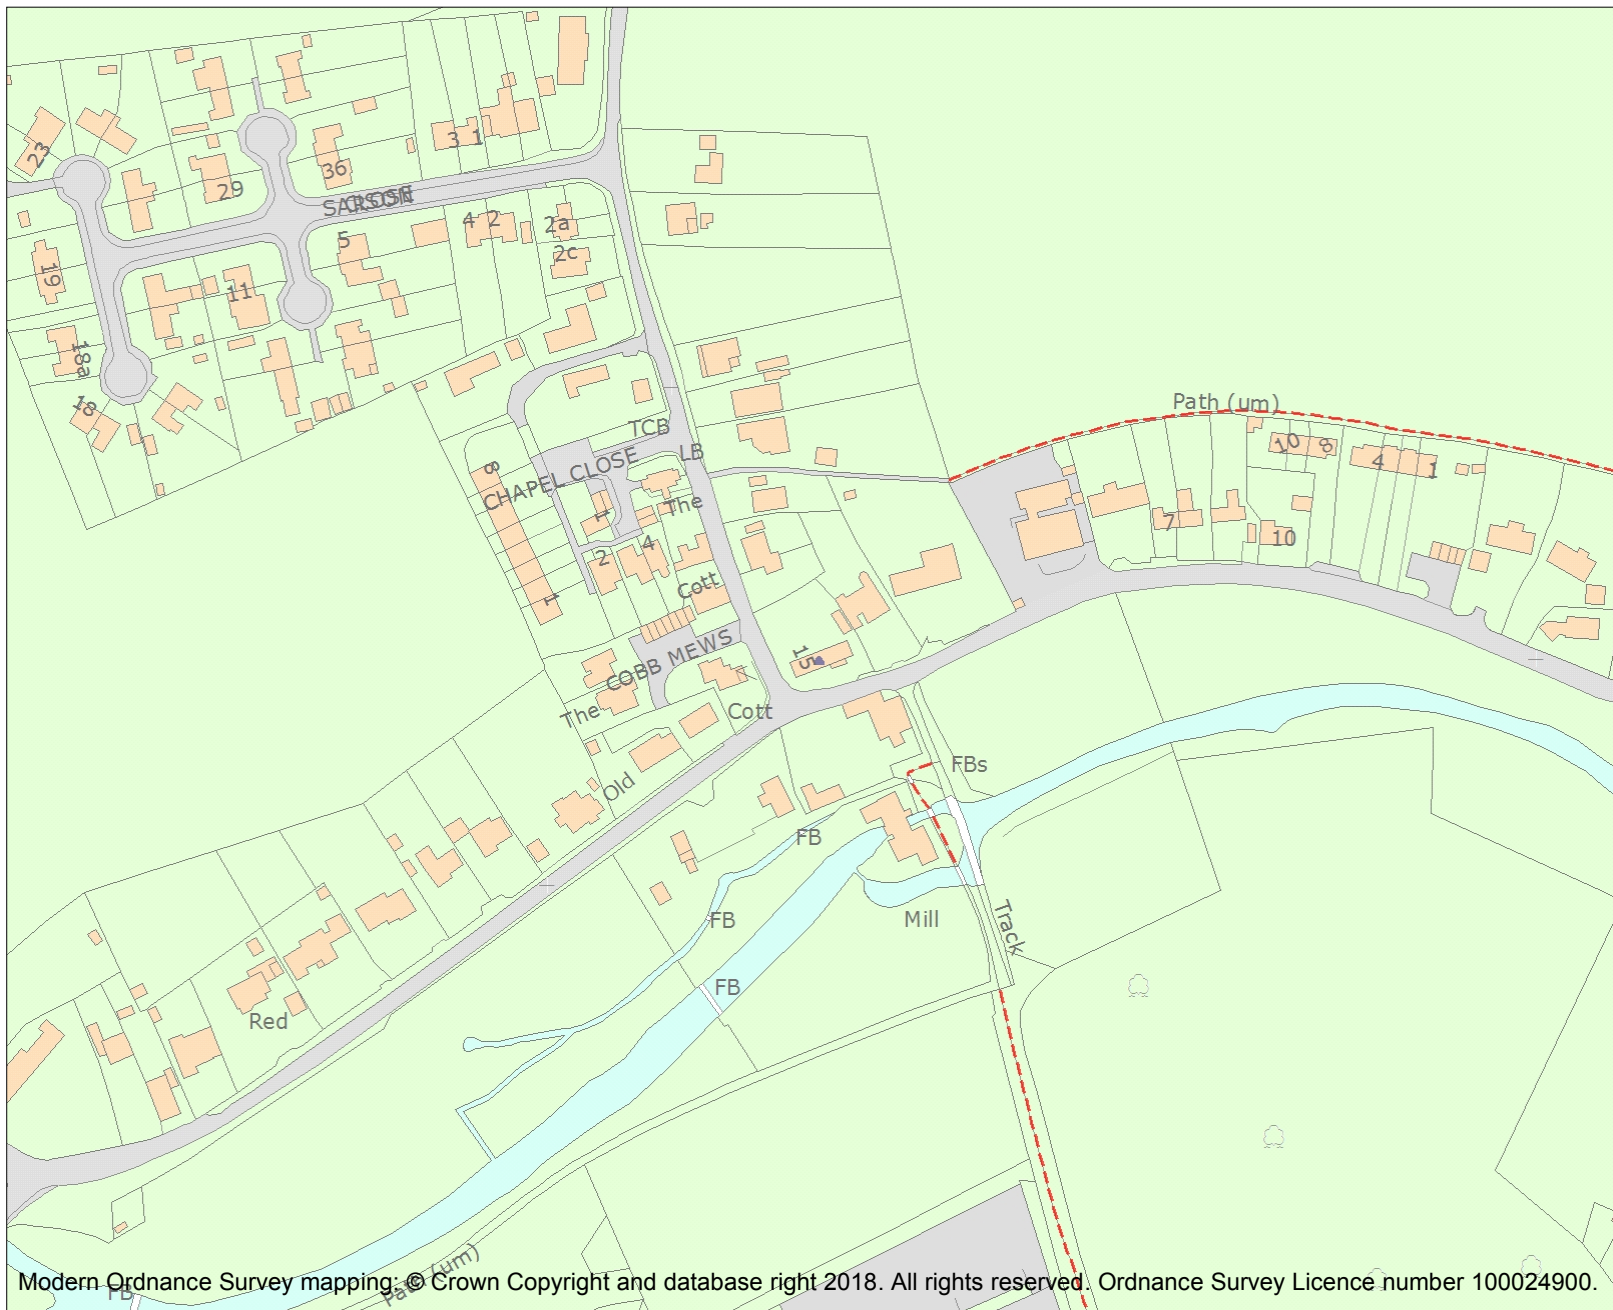 3 1
23
36
29
SARSON CLOSE
4 2
2a
5
2c
19
11
18a
18
Path (um)
TCB
10 8
LB
4
1
8
CHAPEL CLOSE
The
1
7
10
4
2
Cott
1
15
COBB MEWS
The
Cott
FBs
Old
FB
FB
Mill
Track
FB
Red
Path (um)
FB
Modern Ordnance Survey mapping: © Crown Copyright and database right 2018. All rights reserved. Ordnance Survey Licence number 100024900.